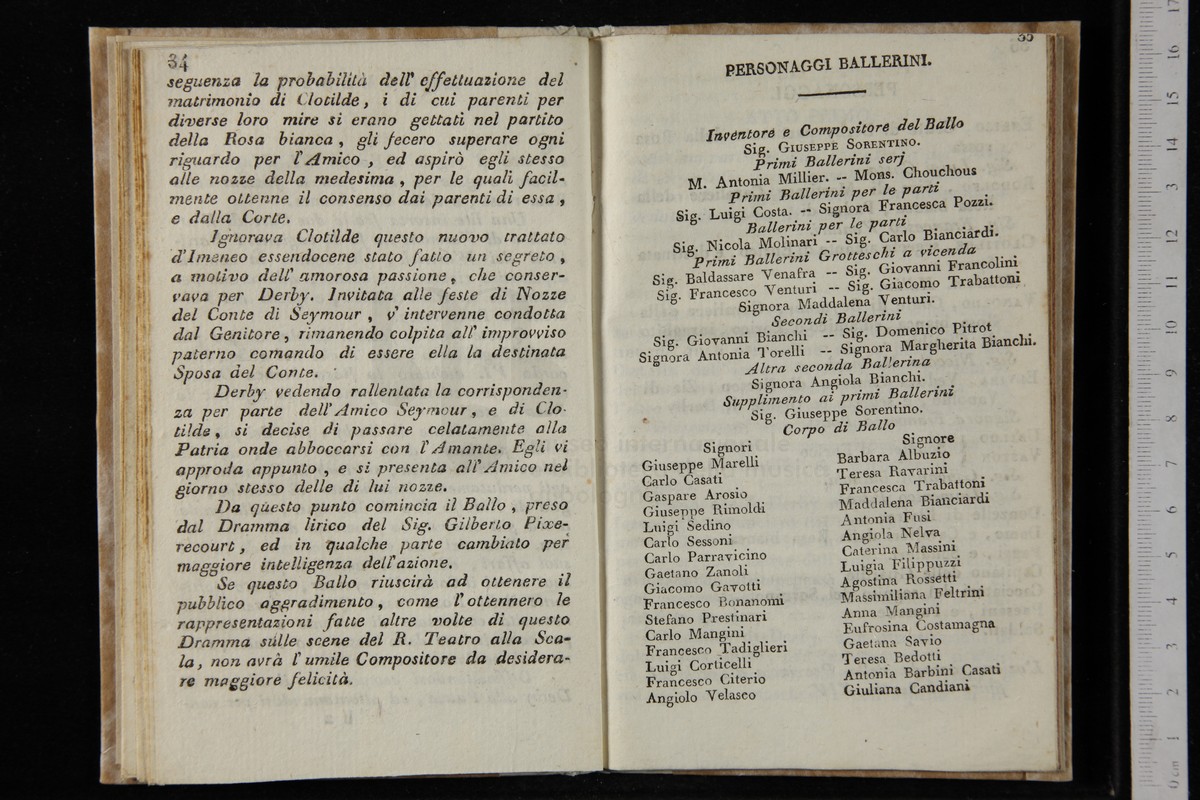 34
seguenza la probabilità dell' effettuazione del
matrimonio di Clotilde, i di cui parenti per
diverse loro mire si erano gettati nel partito
della Rosa bianca, gli fecero superare ogni
riguardo per l'Amico, ed aspirò egli stesso
alle nozze della medesima, per le quali facil-
mente ottenne il consenso dai parenti di essa,
e dalla Corte.
Ignorava Clotilde questo nuovo trattato
d'Imeneo essendocene stato fatto un segreto,
a motivo dell' amorosa passione, che conser-
vava per Derby. Invitata alle feste di Nozze
del Conte di Seymour, v' intervenne condotta
dal Genitore, rimanendo colpita all' improvviso
paterno comando di essere ella la destinata
Sposa del Conte.
Derby vedendo rallentata la corrisponden-
za per parte dell'Amico Seymour, e di Clo-
tilde, si decise di passare celatamente alla
Patria onde abboccarsi con l'Amante. Egli vi
approda appunto, e si presenta all'Amico nel
giorno stesso delle di lui nozze.
Da questo punto comincia il Ballo, preso
dal Dramma lirico del Sig. Gilberto Pixe-
recourt, ed in qualche parte cambiato per
maggiore intelligenza dell'azione.
Se questo Ballo riuscirà ad ottenere il
pubblico aggradimento, come l'ottennero le
rappresentazioni fatte altre volte di questo
Dramma sulle scene del R. Teatro alla Sca-
la, non avrà l'umile Compositore da desidera-
re maggiore felicità.
PERSONAGGI BALLERINI.
Inventore e Compositore del Ballo
Sig. GIUSEPPE SORENTINO.
Primi Ballerini serj
M. Antonia Millier. -- Mons. Chouchous
Primi Ballerini per le parti
Sig. Luigi Costa. -- Signora Francesca Pozzi.
Ballerini per le parti
Sig. Nicola Molinari -- Sig. Carlo Bianciardi.
Primi Ballerini Grotteschi a vicenda
Sig. Baldassare Venafra -- Sig. Giovanni Francolini
Sig. Francesco Venturi -- Sig. Giacomo Trabattoni
Signora Maddalena Venturi.
Secondi Ballerini
Sig. Giovanni Bianchi -- Sig. Domenico Pitrot
Signora Antonia Torelli -- Signora Margherita Bianchi.
Altra seconda Ballerina
Signora Angiola Bianchi.
Supplimento ai primi Ballerini
Sig. Giuseppe Sorentino.
Corpo di Ballo
Signori
Giuseppe Marelli
Carlo Casati
Gaspare Arosio
Giuseppe Rimoldi
Luigi Sedino
Carlo Sessoni
Carlo Parravicino
Gaetano Zanoli
Giacomo Gavotti
Francesco Bonanomi
Stefano Prestinari
Carlo Mangini
Francesco Tadiglieri
Luigi Corticelli
Francesco Citerio
Angiolo Velasco
Signore
Barbara Albuzio
Teresa Ravarini
Francesca Trabattoni
Maddalena Bianciardi
Antonia Fusi
Angiola Nelva
Caterina Massini
Luigia Filippuzzi
Agostina Rossetti
Massimiliana Feltrini
Anna Mangini
Eufrosina Costamagna
Gaetana Savio
Teresa Bedotti
Antonia Barbini Casati
Giuliana Candiani